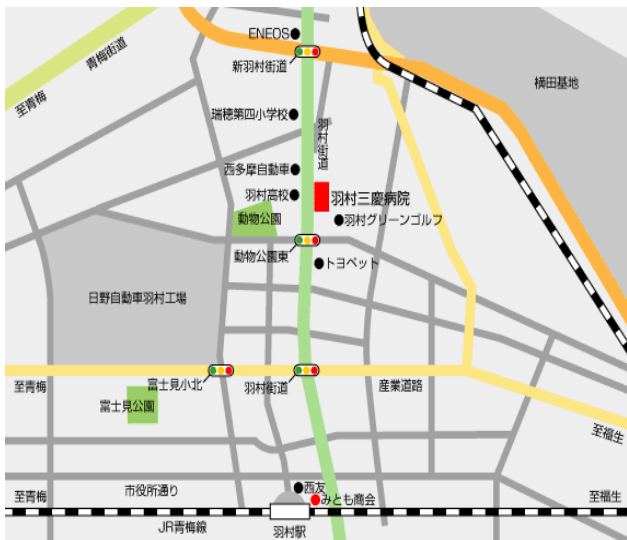 ENEOS
青梅街道
至青梅
新羽村街道
横田基地
瑞穂第四小学校
羽村街道
西多摩自動車
羽村高校
羽村三慶病院
動物公園
羽村グリーンゴルフ
動物公園東
トヨペット
日野自動車羽村工場
至青梅
富士見小北
羽村街道
産業道路
富士見公園
至福生
西友
市役所通り
至青梅
みとも商会
至福生
JR青梅線
羽村駅